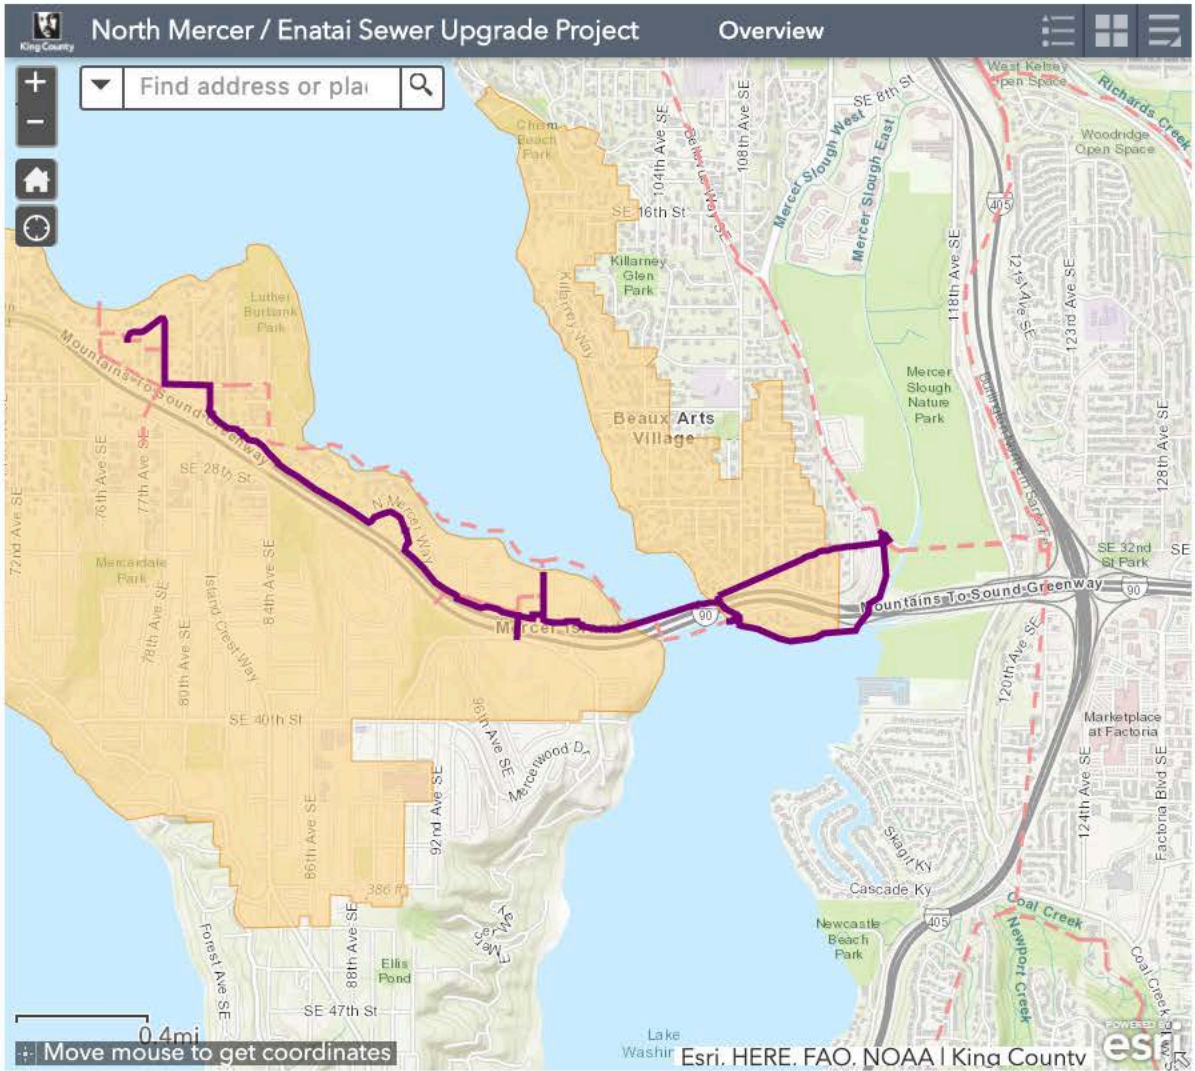 King County
North Mercer / Enatai Sewer Upgrade Project
Overview
+
Find address or pla
−
West Kelsey
Open Space
Richards Creek
SE 8th St
Woodridge
Open Space
Beach
Park
104th Ave SE
Bellevue Way SE
108th Ave SE
Mercer Slough West
Mercer Slough East
405
SE 16th St
Killarney
Glen
Park
Killarney Way
118th Ave SE
121st Ave SE
123rd Ave SE
Luther
Burbank
Park
Mountains To Sound Greenway
Mercer
Slough
Nature
Park
Beaux Arts
Village
128th Ave SE
76th Ave SE
77th Ave SE
SE 28th St
N Mercer Way
72nd Ave SE
Mercerdale
Park
84th Ave SE
SE 32nd
St Park
SE
90
Mountains To Sound Greenway
90
Mercer Island
78th Ave SE
80th Ave SE
Island Crest Way
120th Ave SE
SE 40th St
96th Ave SE
Mercerwood Dr
Marketplace
at Factoria
92nd Ave SE
124th Ave SE
Factoria Blvd SE
86th Ave SE
Skagit Ky
386 ft
Cascade Ky
Coal Creek
405
Newcastle
Beach
Park
Newport Creek
Forest Ave SE
88th Ave SE
E Mercer Way
Ellis
Pond
Coal Creek
SE 47th St
0.4mi
Lake
Move mouse to get coordinates
Esri, HERE, FAO, NOAA | King County
POWERED BY
esri